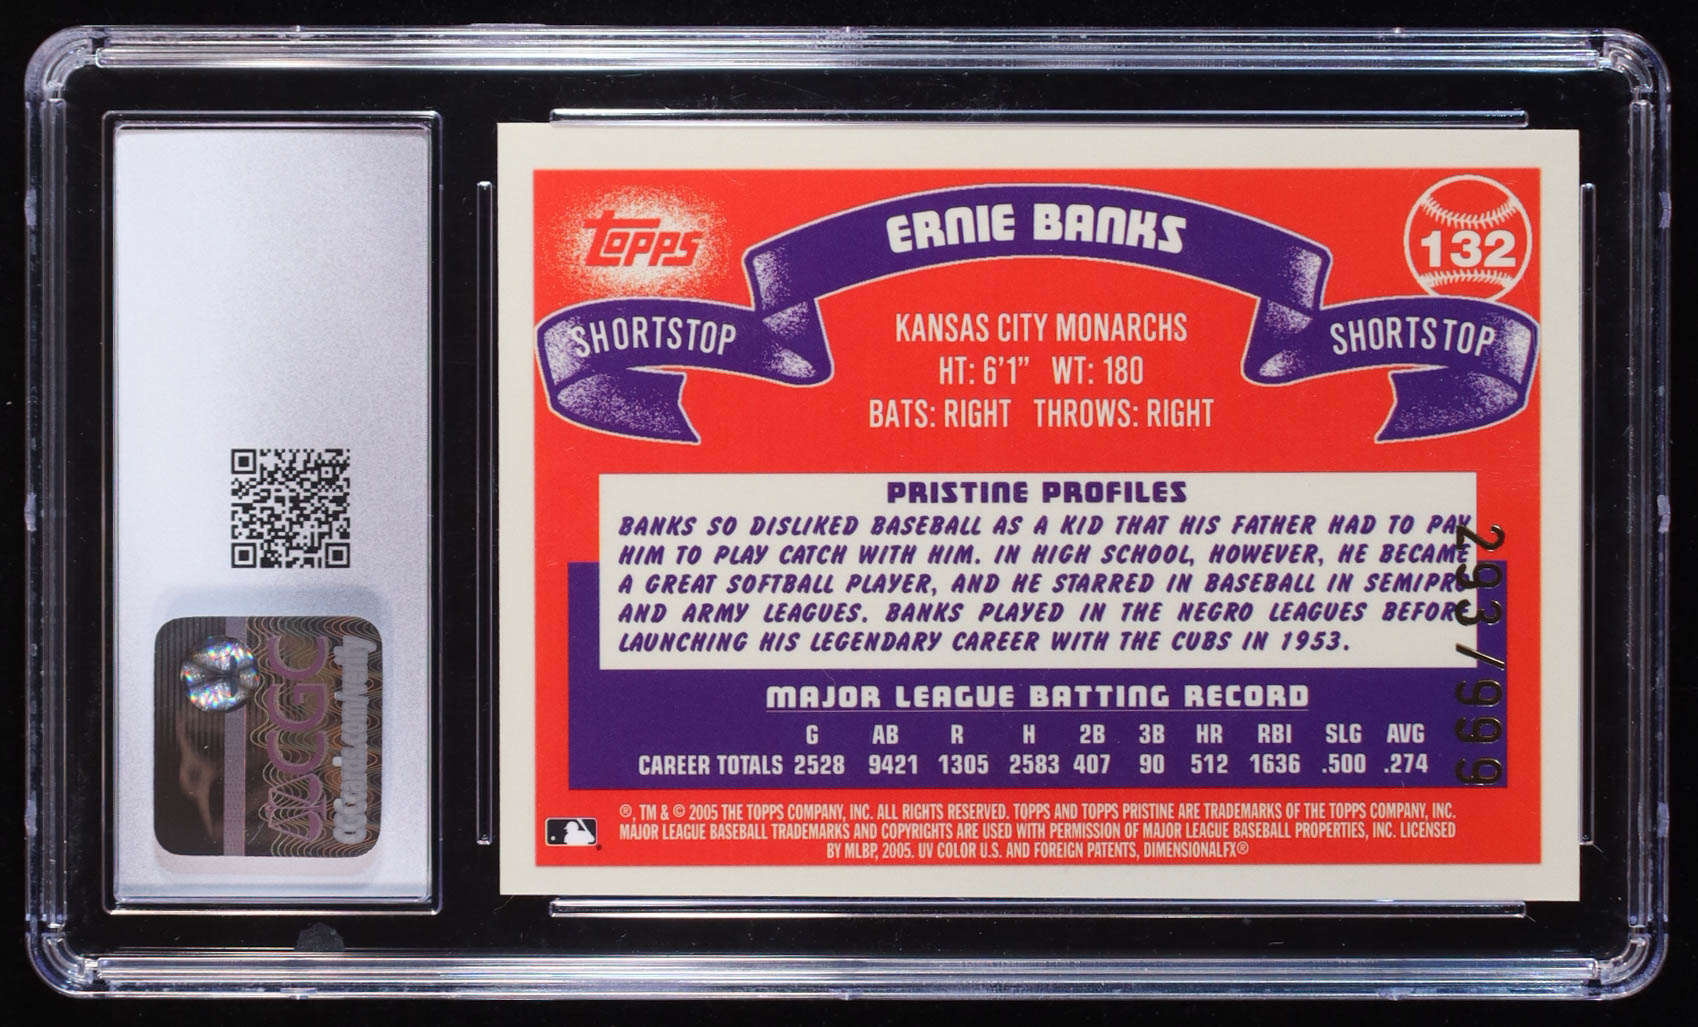 topps
ERNIE BANKS
132
SHORTSTOP
SHORTSTOP
KANSAS CITY MONARCHS
HT: 6'1" WT: 180
BATS: RIGHT THROWS: RIGHT
PRISTINE PROFILES
BANKS SO DISLIKED BASEBALL AS A KID THAT HIS FATHER HAD TO PAY
HIM TO PLAY CATCH WITH HIM. IN HIGH SCHOOL, HOWEVER, HE BECAME
A GREAT SOFTBALL PLAYER, AND HE STARRED IN BASEBALL IN SEMIPRO
AND ARMY LEAGUES. BANKS PLAYED IN THE NEGRO LEAGUES BEFORE
LAUNCHING HIS LEGENDARY CAREER WITH THE CUBS IN 1953.
293/999
MAJOR LEAGUE BATTING RECORD
G AB R H 2B 3B HR RBI SLG AVG
CAREER TOTALS 2528 9421 1305 2583 407 90 512 1636 .500 .274
®, TM & © 2005 THE TOPPS COMPANY, INC. ALL RIGHTS RESERVED. TOPPS AND TOPPS PRISTINE ARE TRADEMARKS OF THE TOPPS COMPANY, INC.
MAJOR LEAGUE BASEBALL TRADEMARKS AND COPYRIGHTS ARE USED WITH PERMISSION OF MAJOR LEAGUE BASEBALL PROPERTIES, INC. LICENSED
BY MLBP, 2005. UV COLOR U.S. AND FOREIGN PATENTS, DIMENSIONALFX®
CGC
cgccards.com/verify